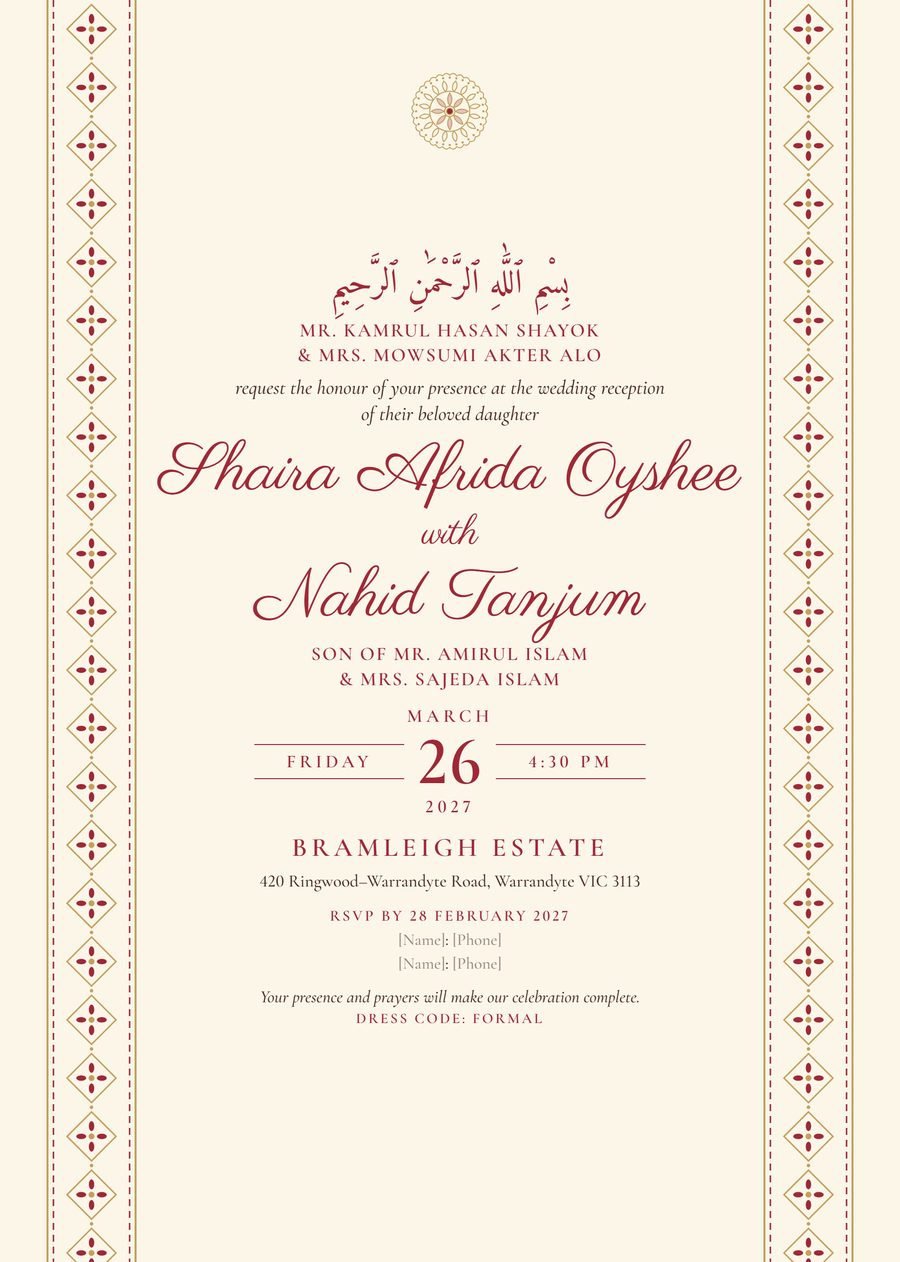 بِسْمِ ٱللَّٰهِ ٱلرَّحْمَٰنِ ٱلرَّحِيمِ
MR. KAMRUL HASAN SHAYOK
& MRS. MOWSUMI AKTER ALO
request the honour of your presence at the wedding reception
of their beloved daughter
Shaira Afrida Oyshee
with
Nahid Tanjum
SON OF MR. AMIRUL ISLAM
& MRS. SAJEDA ISLAM
MARCH
FRIDAY 26 4:30 PM
2027
BRAMLEIGH ESTATE
420 Ringwood–Warrandyte Road, Warrandyte VIC 3113
RSVP BY 28 FEBRUARY 2027
[Name]: [Phone]
[Name]: [Phone]
Your presence and prayers will make our celebration complete.
DRESS CODE: FORMAL